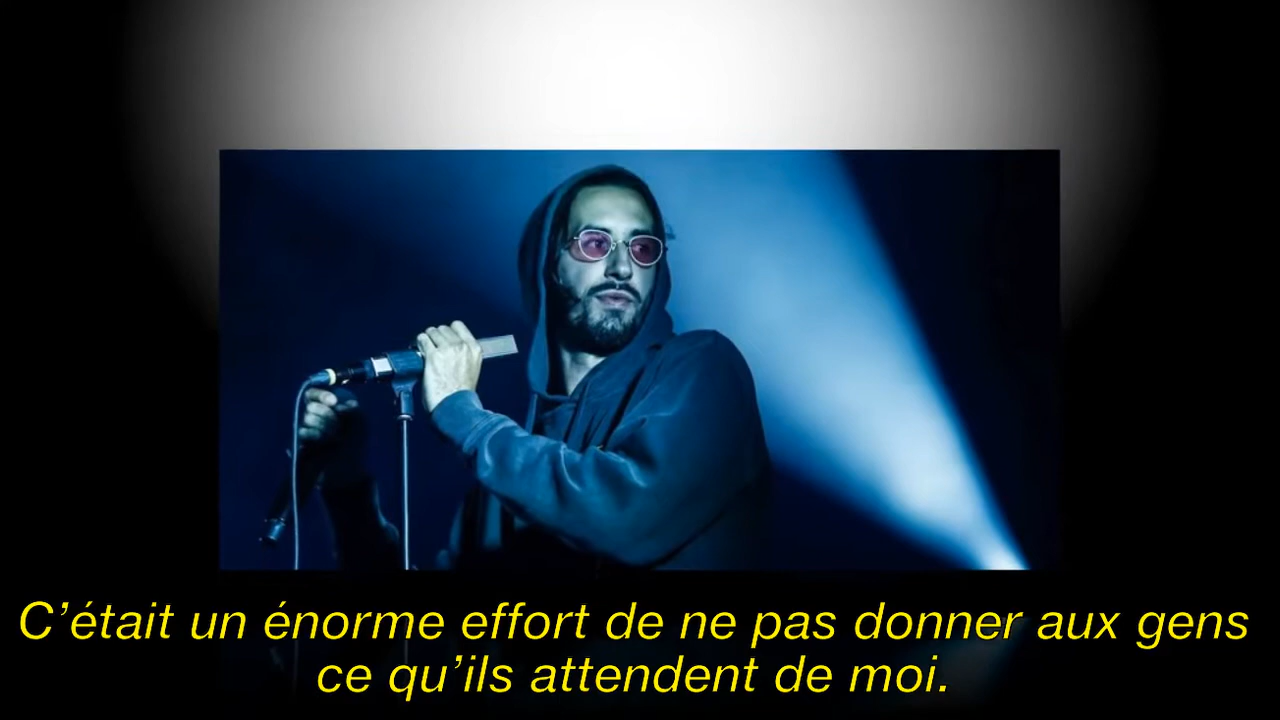 C’était un énorme effort de ne pas donner aux gens
ce qu’ils attendent de moi.